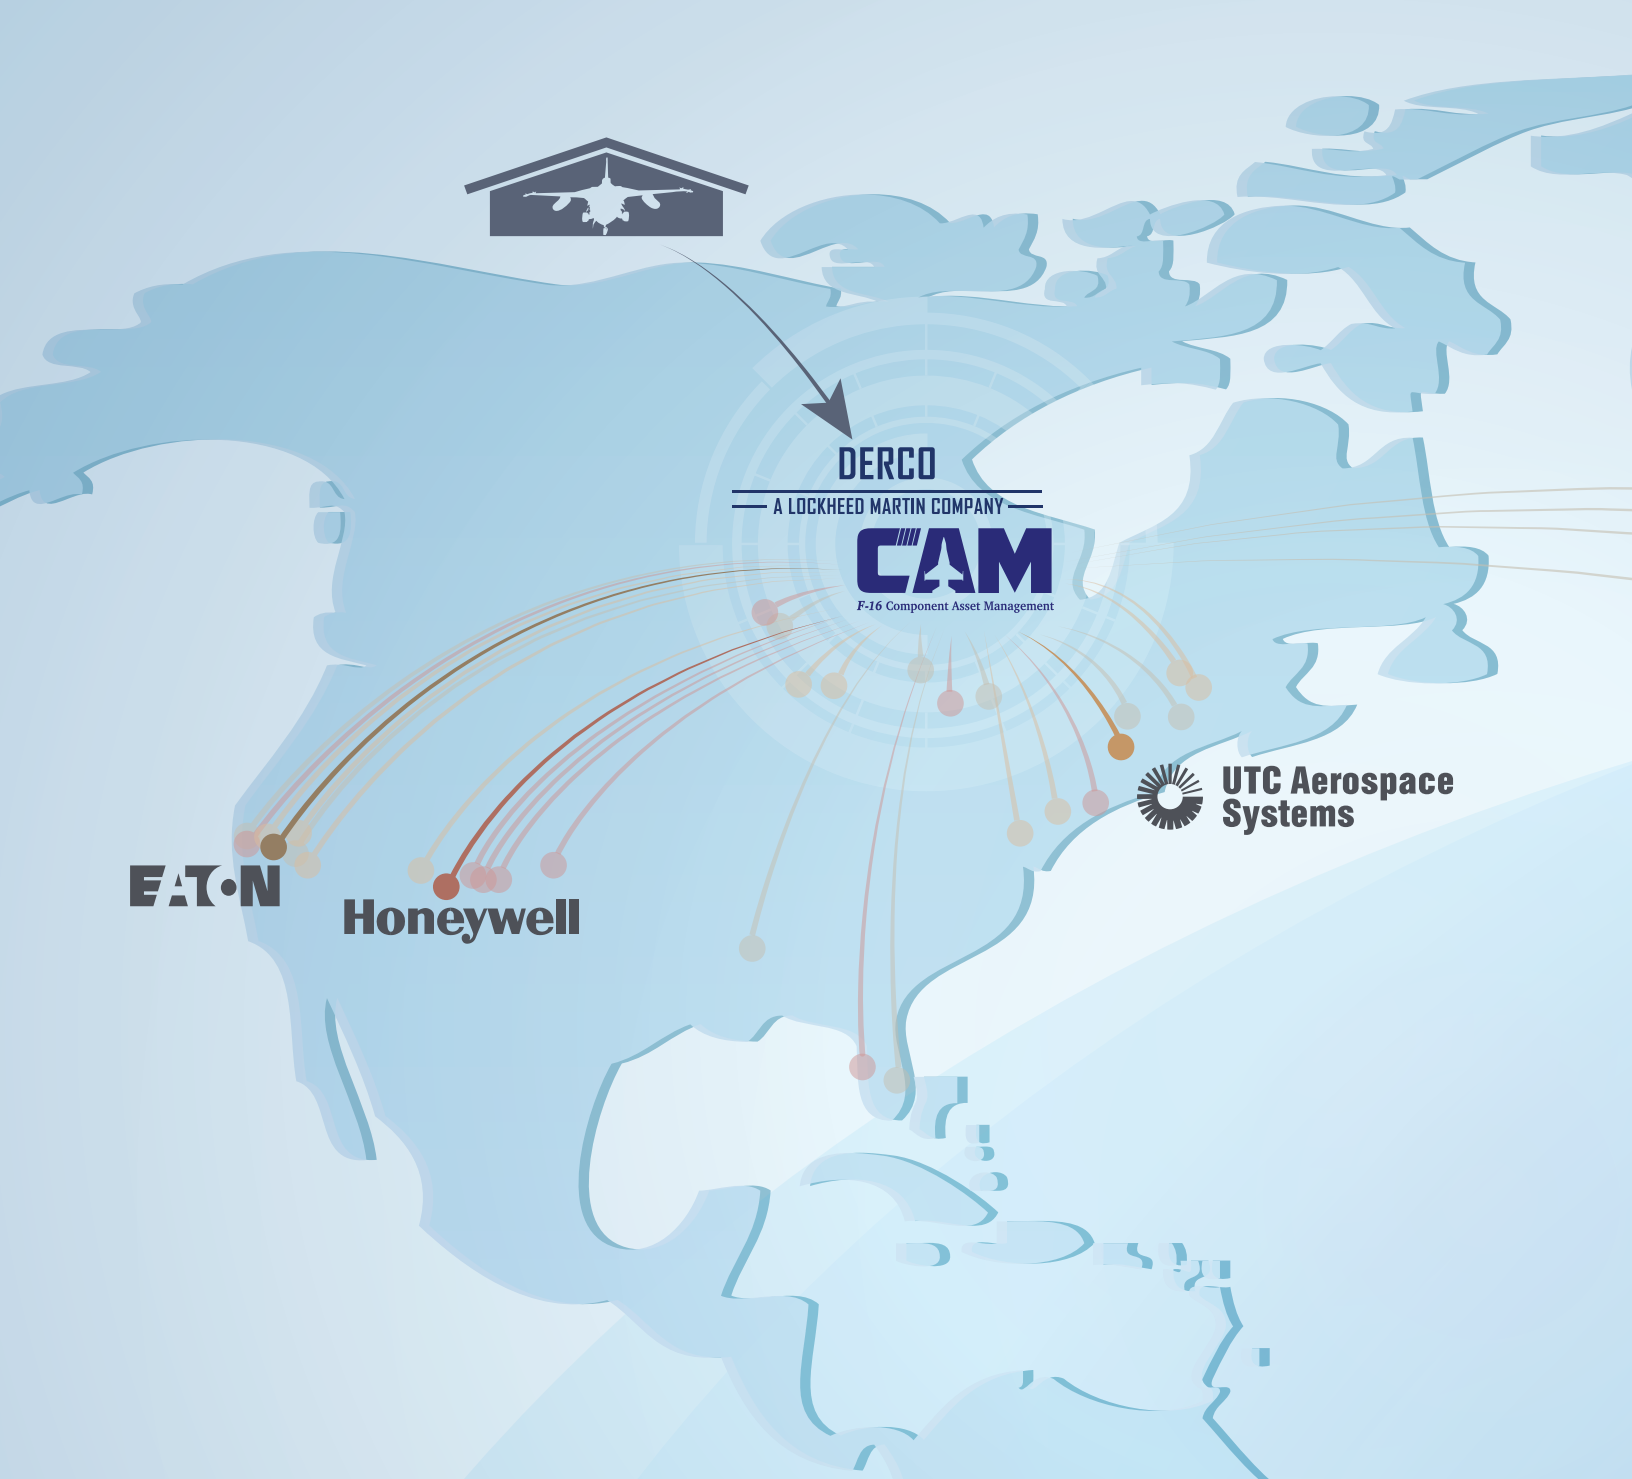 DERCO
A LOCKHEED MARTIN COMPANY
CAM
F-16 Component Asset Management
UTC Aerospace
Systems
EATON
Honeywell